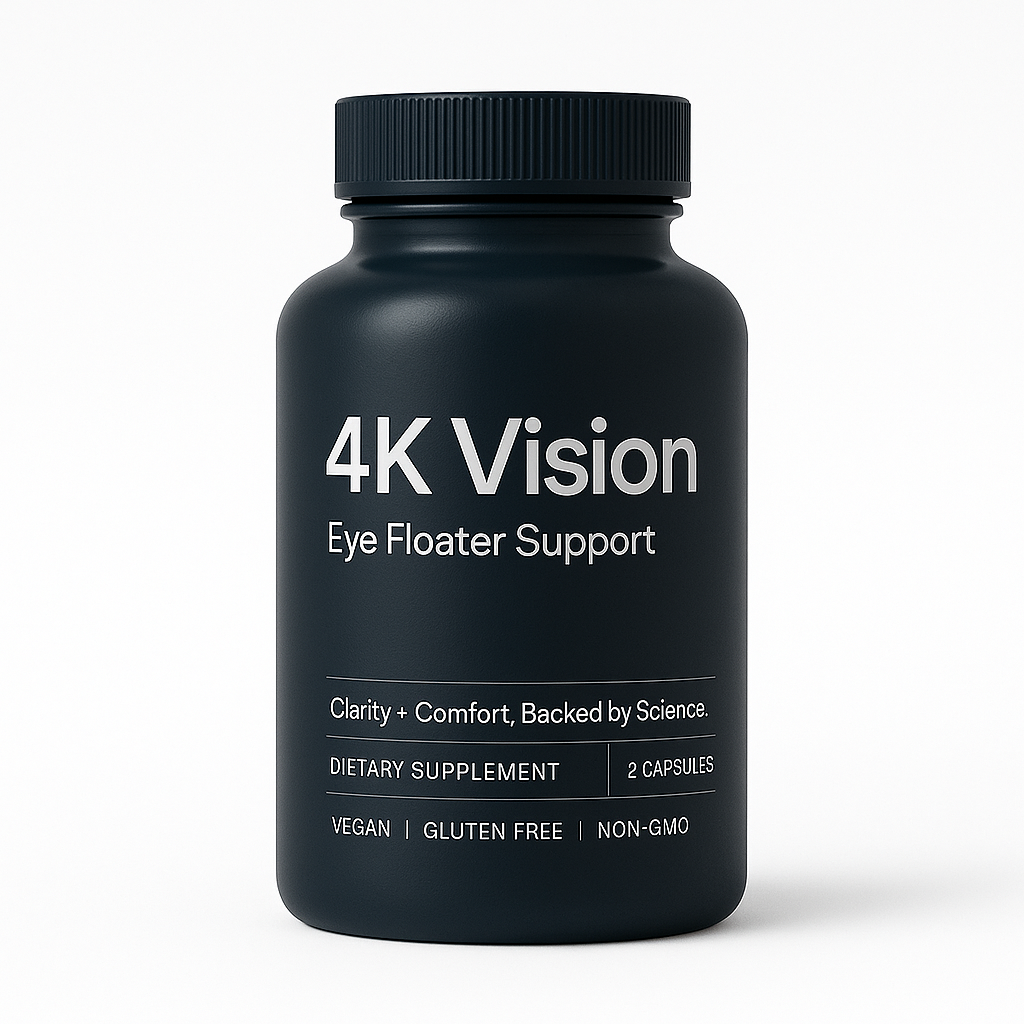 4K Vision
Eye Floater Support
Clarity + Comfort, Backed by Science.
DIETARY SUPPLEMENT | 2 CAPSULES
VEGAN | GLUTEN FREE | NON-GMO